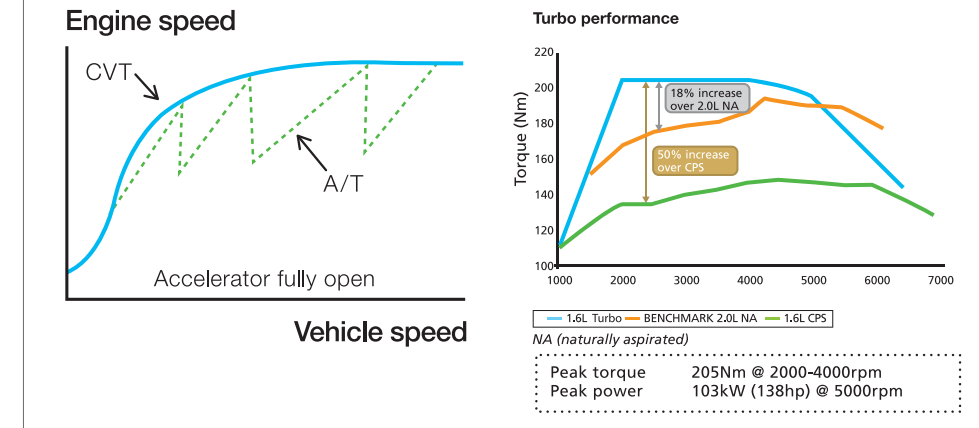 Engine speed
CVT
A/T
Accelerator fully open
Vehicle speed
Turbo performance
Torque (Nm)
220
200
180
160
140
120
100
18% increase
over 2.0L NA
50% increase
over CPS
1000 2000 3000 4000 5000 6000 7000
1.6L Turbo BENCHMARK 2.0L NA 1.6L CPS
NA (naturally aspirated)
Peak torque 205Nm @ 2000-4000rpm
Peak power 103kW (138hp) @ 5000rpm